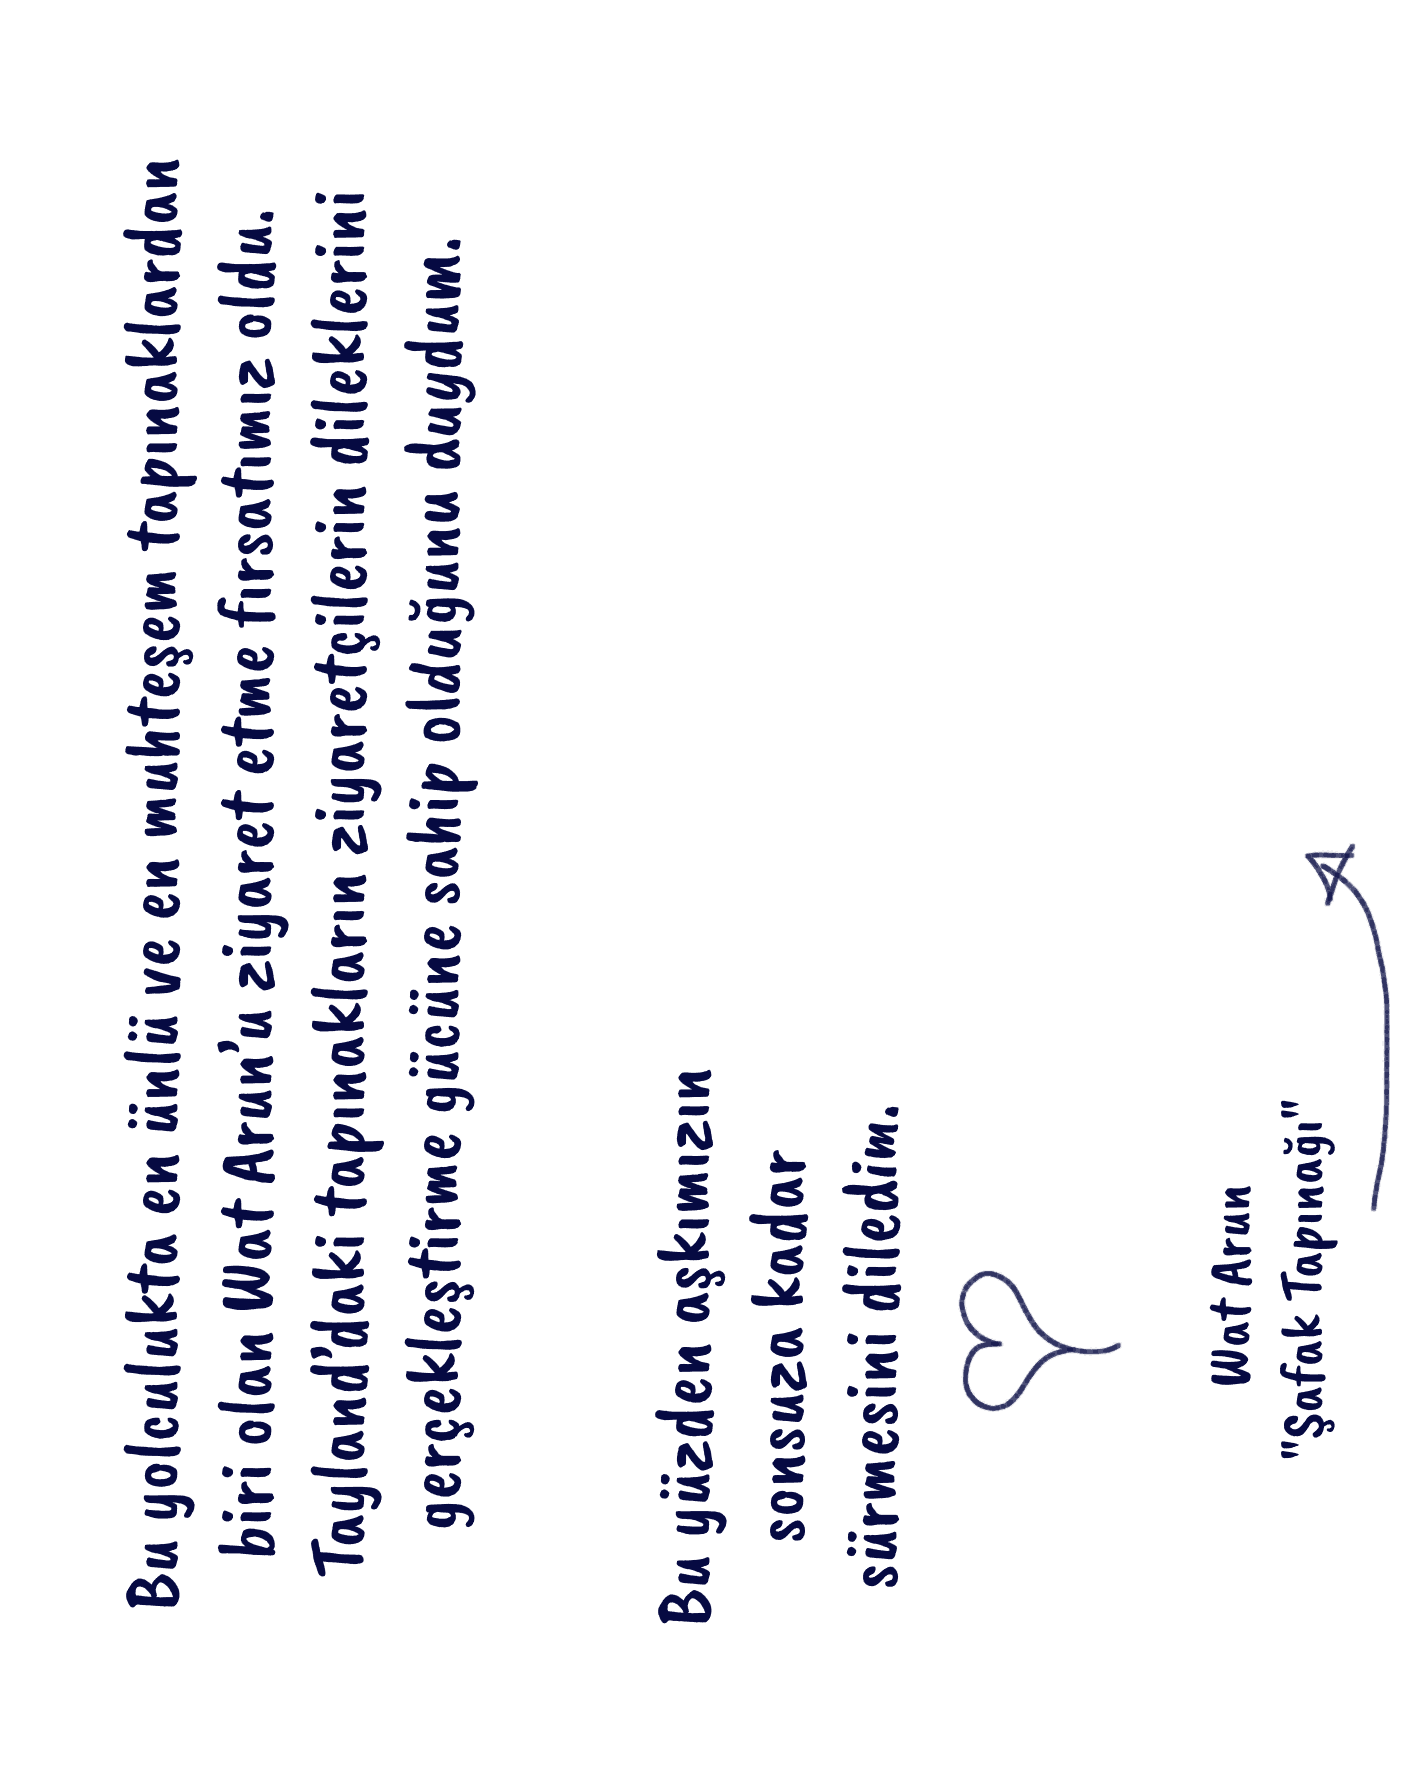 Bu yolculukta en ünlü ve en muhteşem tapınaklardan
biri olan Wat Arun'u ziyaret etme fırsatımız oldu.
Tayland'daki tapınakların ziyaretçilerin dileklerini
gerçekleştirme gücüne sahip olduğunu duydum.
Bu yüzden aşkımızın
sonsuza kadar
sürmesini diledim.
Wat Arun
"Şafak Tapınağı"